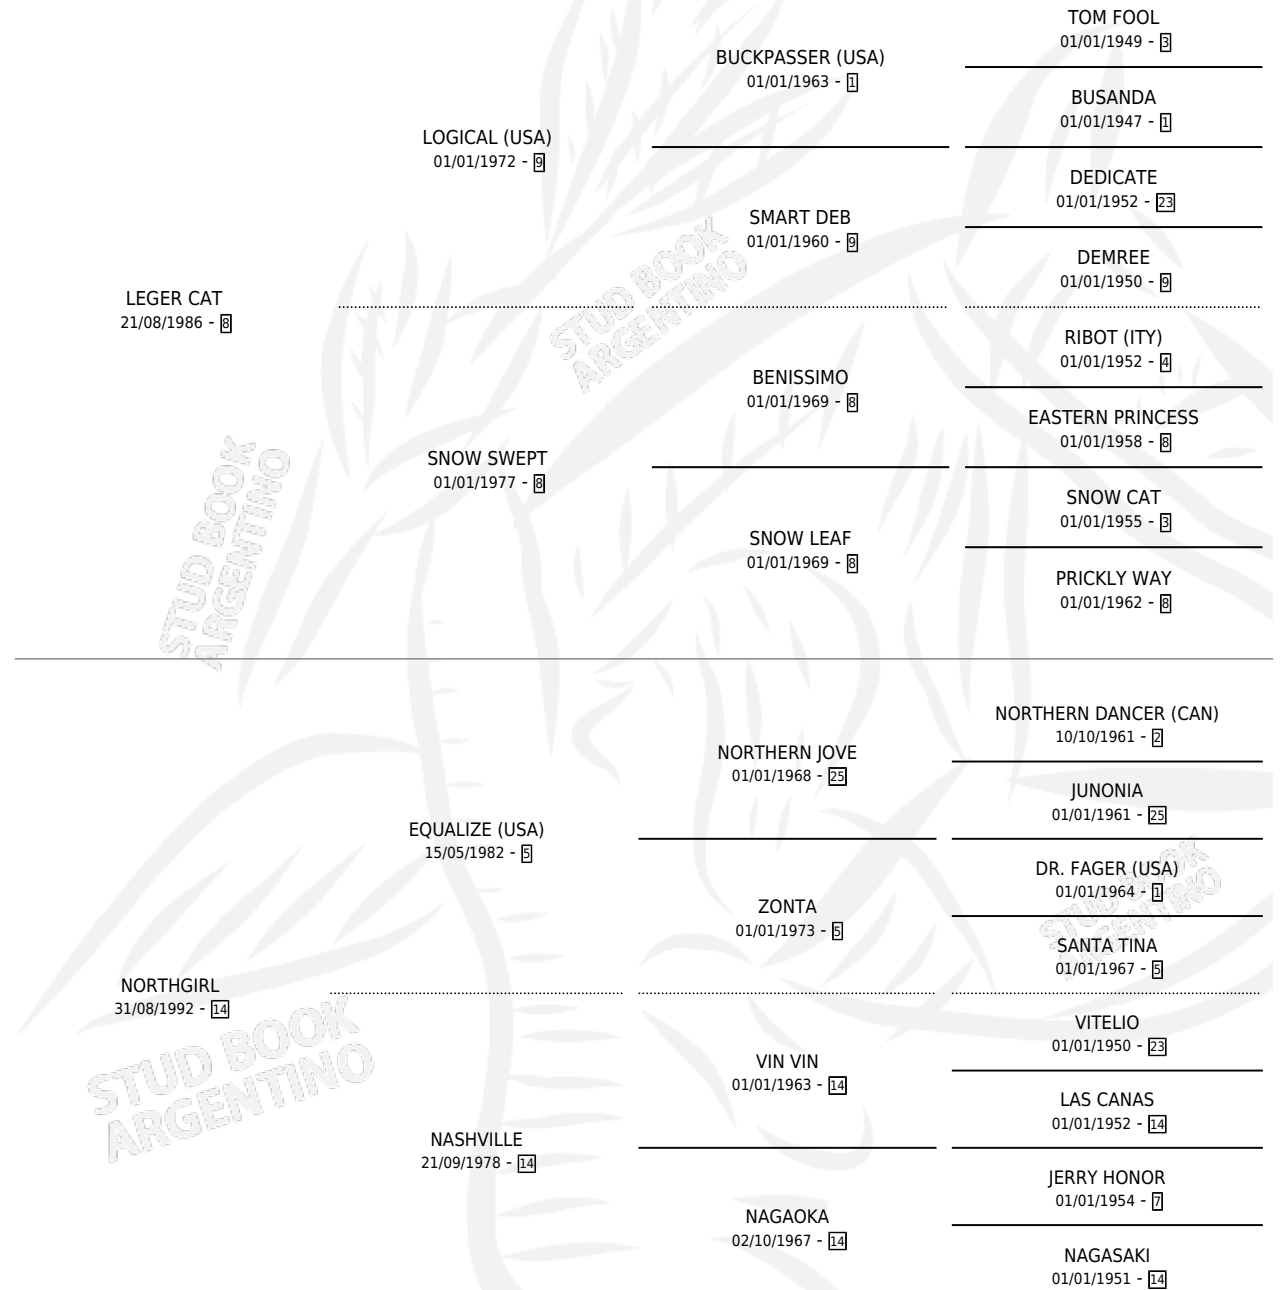 TOM FOOL
01/01/1949 - 3
BUCKPASSER (USA)
01/01/1963 - 1
BUSANDA
01/01/1947 - 1
LOGICAL (USA)
01/01/1972 - 9
DEDICATE
01/01/1952 - 23
SMART DEB
01/01/1960 - 9
DEMREE
01/01/1950 - 9
LEGER CAT
21/08/1986 - 8
RIBOT (ITY)
01/01/1952 - 4
BENISSIMO
01/01/1969 - 8
EASTERN PRINCESS
01/01/1958 - 8
SNOW SWEPT
01/01/1977 - 8
SNOW CAT
01/01/1955 - 3
SNOW LEAF
01/01/1969 - 8
PRICKLY WAY
01/01/1962 - 8
NORTHERN DANCER (CAN)
10/10/1961 - 2
NORTHERN JOVE
01/01/1968 - 25
JUNONIA
01/01/1961 - 25
EQUALIZE (USA)
15/05/1982 - 5
DR. FAGER (USA)
01/01/1964 - 1
ZONTA
01/01/1973 - 5
SANTA TINA
01/01/1967 - 5
NORTHGIRL
31/08/1992 - 14
VITELIO
01/01/1950 - 23
VIN VIN
01/01/1963 - 14
LAS CANAS
01/01/1952 - 14
NASHVILLE
21/09/1978 - 14
JERRY HONOR
01/01/1954 - 7
NAGAOKA
02/10/1967 - 14
NAGASAKI
01/01/1951 - 14
STUD BOOK
ARGENTINO
STUD BOOK
ARGENTINO
STUD BOOK
ARGENTINO
STUD BOOK
ARGENTINO